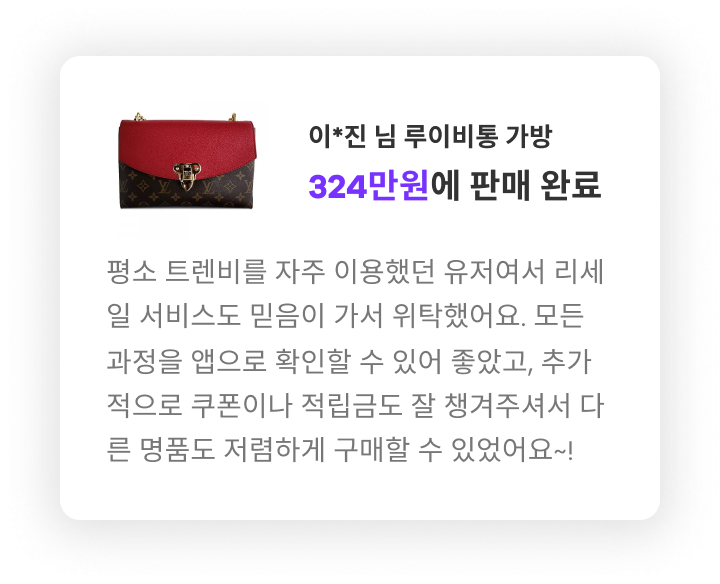 이*진 님 루이비통 가방
324만원에 판매 완료
평소 트렌비를 자주 이용했던 유저여서 리세
일 서비스도 믿음이 가서 위탁했어요. 모든
과정을 앱으로 확인할 수 있어 좋았고, 추가
적으로 쿠폰이나 적립금도 잘 챙겨주셔서 다
른 명품도 저렴하게 구매할 수 있었어요~!